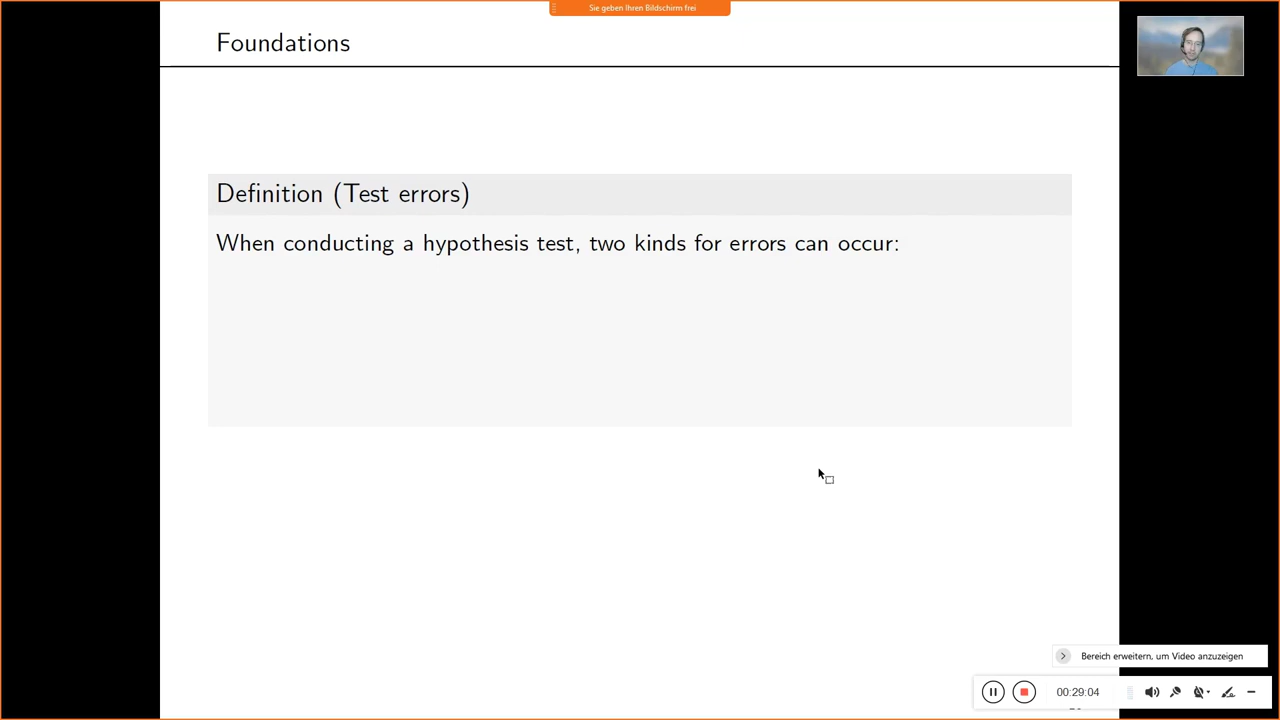 Sie geben Ihren Bildschirm frei
Foundations
Definition (Test errors)
When conducting a hypothesis test, two kinds for errors can occur:
Bereich erweitern, um Video anzuzeigen
00:29:04